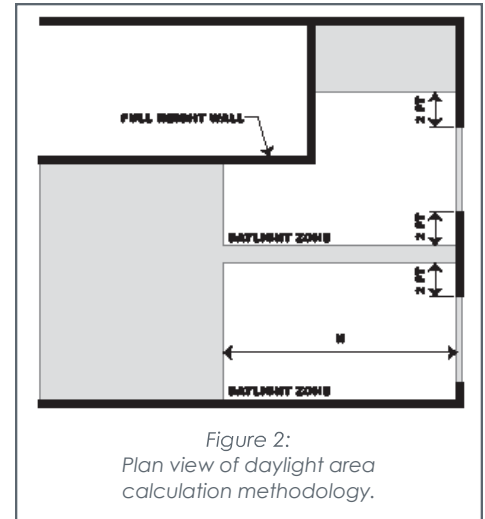 2 FT
FULL HEIGHT WALL
2 FT
DAYLIGHT ZONE
2 FT
H
DAYLIGHT ZONE
Figure 2:
Plan view of daylight area
calculation methodology.